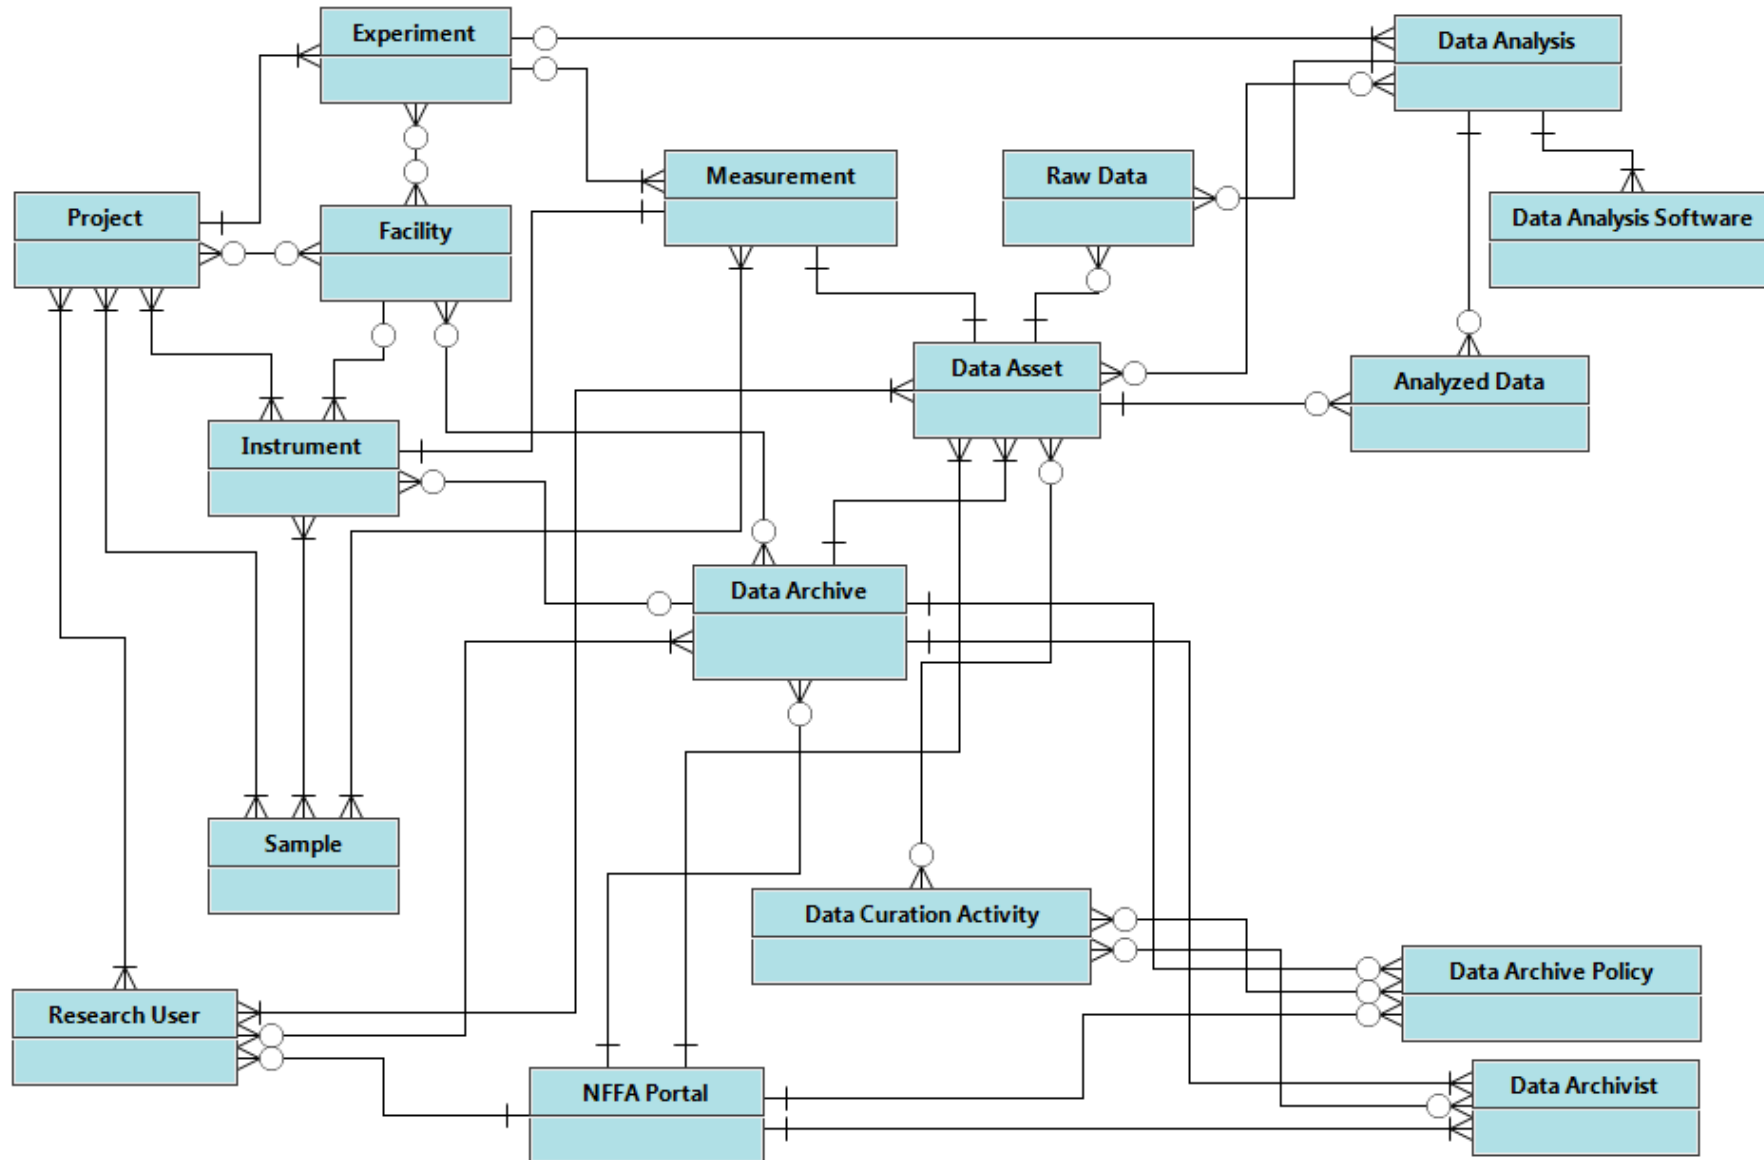 Experiment
Data Analysis
Measurement
Raw Data
Project
Facility
Data Analysis Software
Data Asset
Analyzed Data
Instrument
Data Archive
Sample
Data Curation Activity
Data Archive Policy
Research User
NFFA Portal
Data Archivist